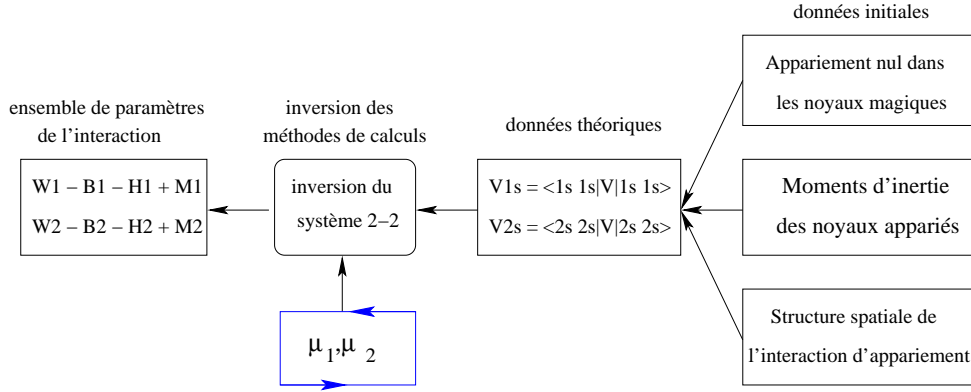 données initiales
Appariement nul dans
les noyaux magiques
ensemble de paramètres
de l'interaction
inversion des
méthodes de calculs
données théoriques
W1 − B1 − H1 + M1
W2 − B2 − H2 + M2
inversion du
système 2−2
V1s = <1s 1s|V|1s 1s>
V2s = <2s 2s|V|2s 2s>
Moments d'inertie
des noyaux appariés
μ 1,μ 2
Structure spatiale de
l'interaction d'appariement